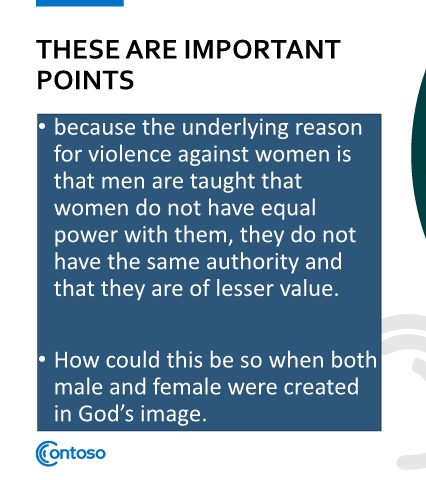 THESE ARE IMPORTANT
POINTS
• because the underlying reason
for violence against women is
that men are taught that
women do not have equal
power with them, they do not
have the same authority and
that they are of lesser value.
• How could this be so when both
male and female were created
in God's image.
Contoso